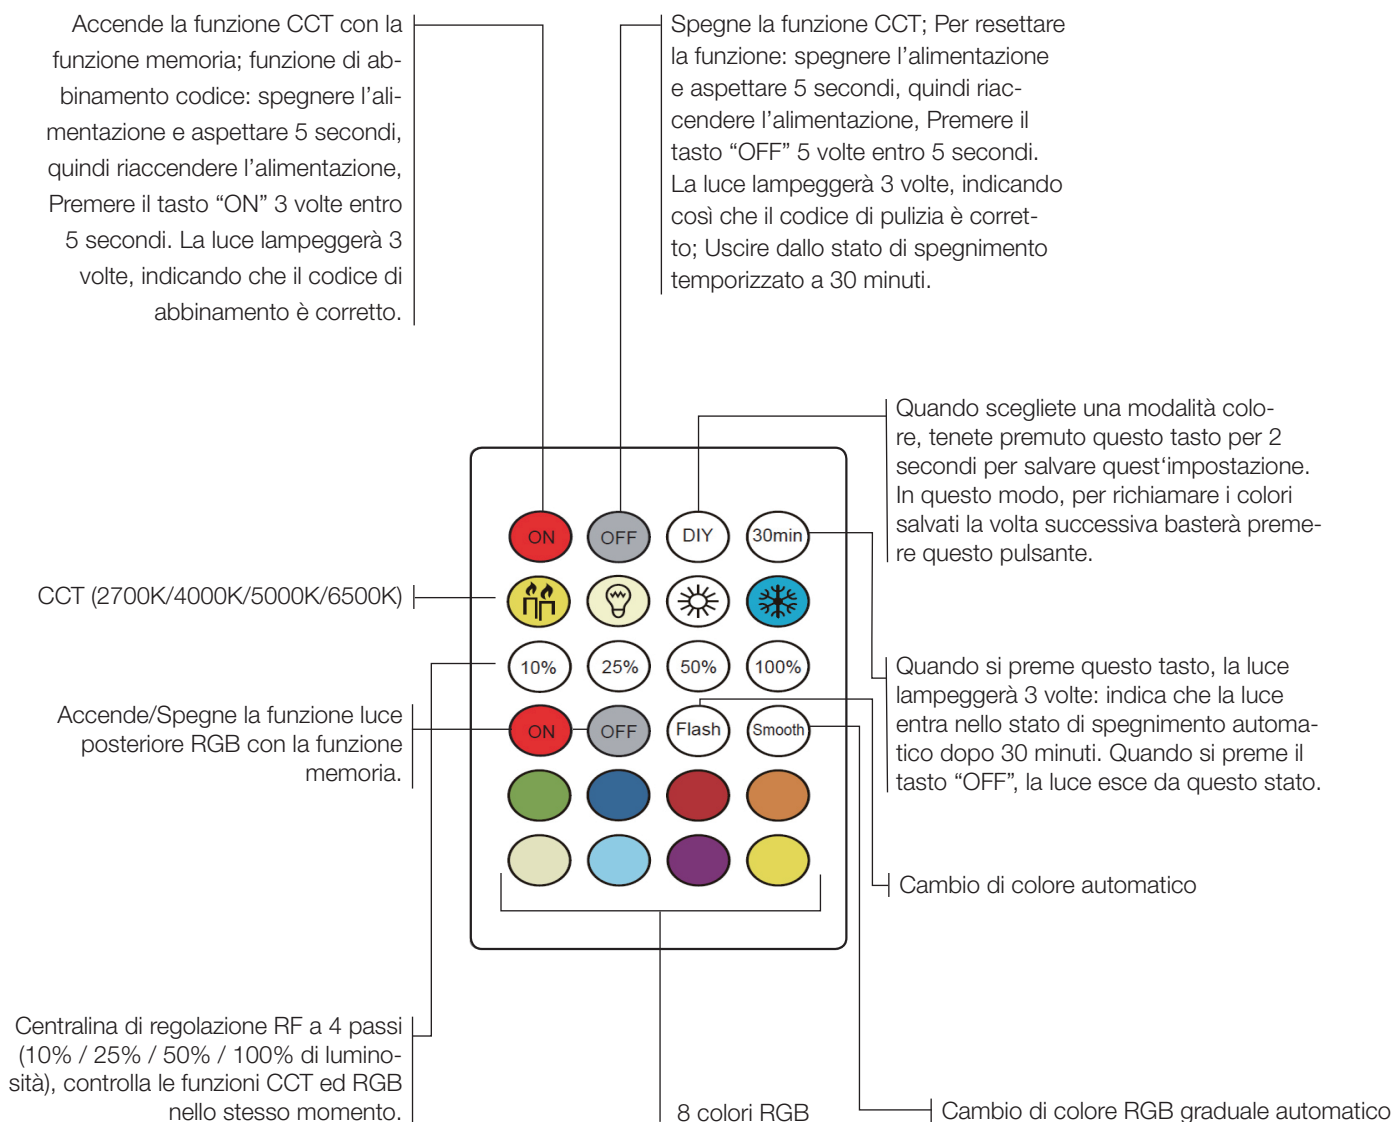 Accende la funzione CCT con la
funzione memoria; funzione di ab-
binamento codice: spegnere l’ali-
mentazione e aspettare 5 secondi,
quindi riaccendere l’alimentazione,
Premere il tasto “ON” 3 volte entro
5 secondi. La luce lampeggerà 3
volte, indicando che il codice di
abbinamento è corretto.
Spegne la funzione CCT; Per resettare
la funzione: spegnere l’alimentazione
e aspettare 5 secondi, quindi riac-
cendere l’alimentazione, Premere il
tasto “OFF” 5 volte entro 5 secondi.
La luce lampeggerà 3 volte, indicando
così che il codice di pulizia è corret-
to; Uscire dallo stato di spegnimento
temporizzato a 30 minuti.
Quando scegliete una modalità colo-
re, tenete premuto questo tasto per 2
secondi per salvare quest‘impostazione.
In questo modo, per richiamare i colori
salvati la volta successiva basterà preme-
re questo pulsante.
ON OFF DIY 30min
CCT (2700K/4000K/5000K/6500K)
10% 25% 50% 100%
Quando si preme questo tasto, la luce
lampeggerà 3 volte: indica che la luce
entra nello stato di spegnimento automa-
tico dopo 30 minuti. Quando si preme il
tasto “OFF”, la luce esce da questo stato.
Accende/Spegne la funzione luce
posteriore RGB con la funzione
memoria.
ON OFF Flash Smooth
Cambio di colore automatico
Centralina di regolazione RF a 4 passi
(10% / 25% / 50% / 100% di lumino-
sità), controlla le funzioni CCT ed RGB
nello stesso momento.
8 colori RGB
Cambio di colore RGB graduale automatico